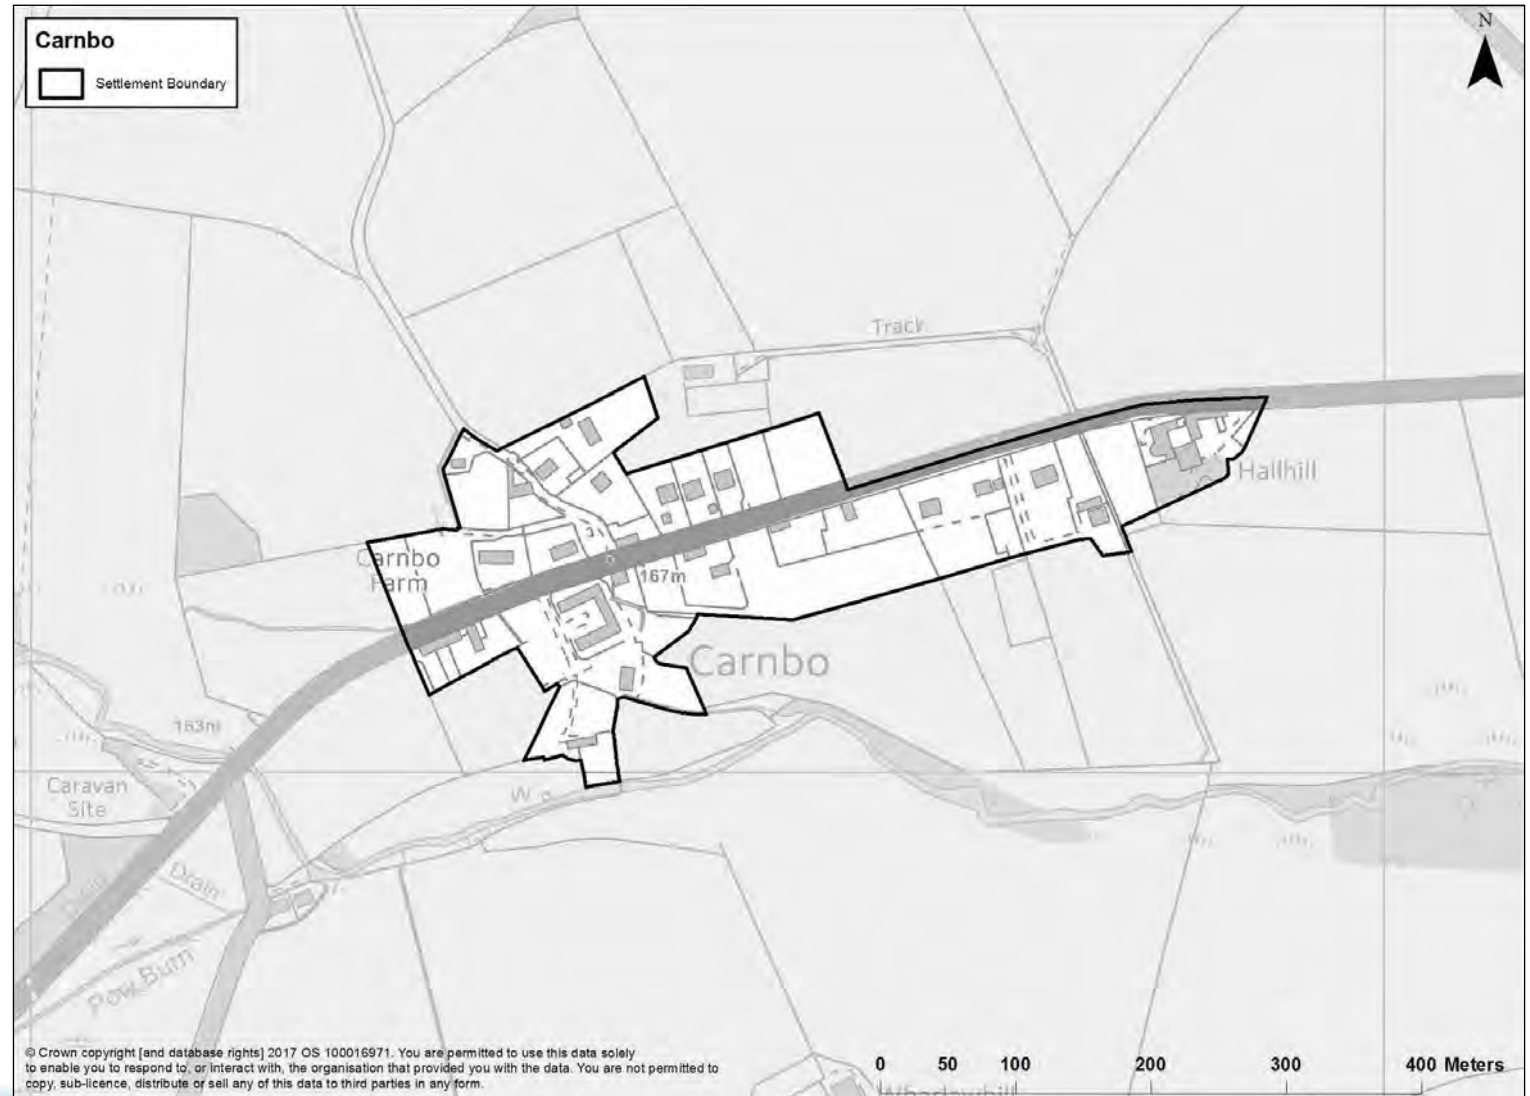 Carnbo
Settlement Boundary
N
Track
Hallhill
Carnbo
Farm
167m
Carnbo
163m
Caravan
Site
W
Drain
Drain
Pow Burn
© Crown copyright [and database rights] 2017 OS 100016971. You are permitted to use this data solely
to enable you to respond to, or interact with, the organisation that provided you with the data. You are not permitted to
copy, sub-licence, distribute or sell any of this data to third parties in any form.
0 50 100 200 300 400 Meters